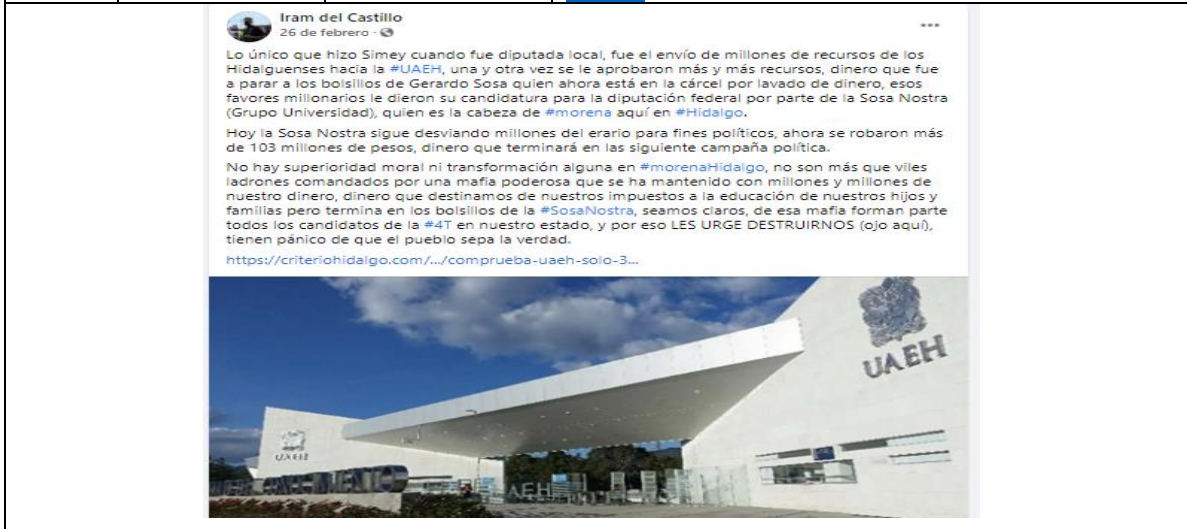 Iram del Castillo
26 de febrero ·
Lo único que hizo Simey cuando fue diputada local, fue el envío de millones de recursos de los
Hidalguenses hacia la #UAEH, una y otra vez se le aprobaron más y más recursos, dinero que fue
a parar a los bolsillos de Gerardo Sosa quien ahora está en la cárcel por lavado de dinero, esos
favores millonarios le dieron su candidatura para la diputación federal por parte de la Sosa Nostra
(Grupo Universidad), quien es la cabeza de #morena aquí en #Hidalgo.
Hoy la Sosa Nostra sigue desviando millones del erario para fines políticos, ahora se robaron más
de 103 millones de pesos, dinero que terminará en las siguiente campaña política.
No hay superioridad moral ni transformación alguna en #morenaHidalgo, no son más que viles
ladrones comandados por una mafia poderosa que se ha mantenido con millones y millones de
nuestro dinero, dinero que destinamos de nuestros impuestos a la educación de nuestros hijos y
familias pero termina en los bolsillos de la #SosaNostra, seamos claros, de esa mafia forman parte
todos los candidatos de la #4T en nuestro estado, y por eso LES URGE DESTRUIRNOS (ojo aquí),
tienen pánico de que el pueblo sepa la verdad.
https://criteriohidalgo.com/.../comprueba-uaeh-solo-3...
UAEH
UAEH